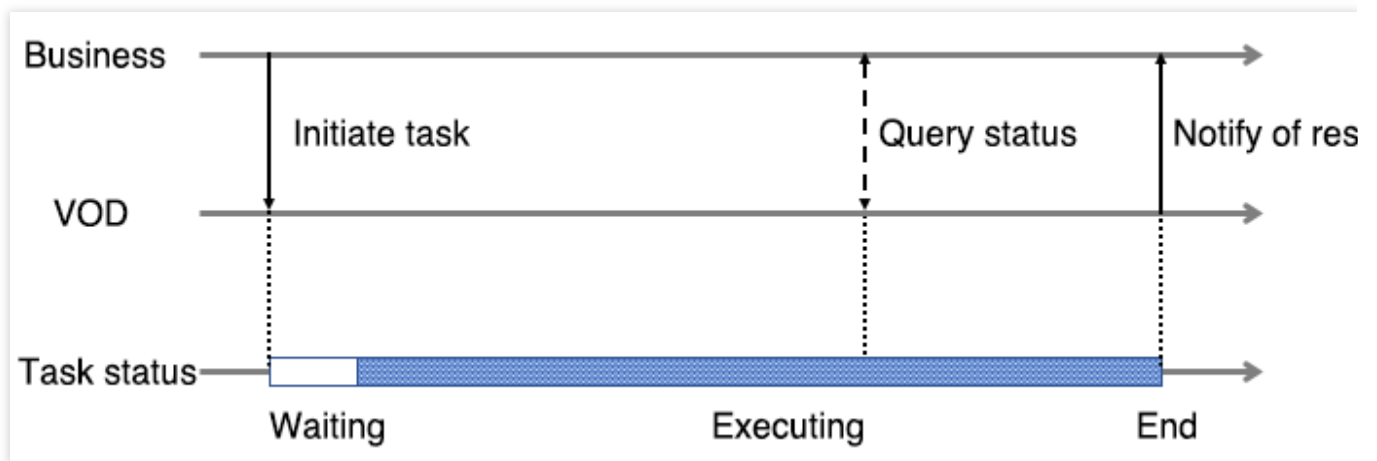 Business
Initiate task
Query status
Notify of res
VOD
Task status
Waiting
Executing
End